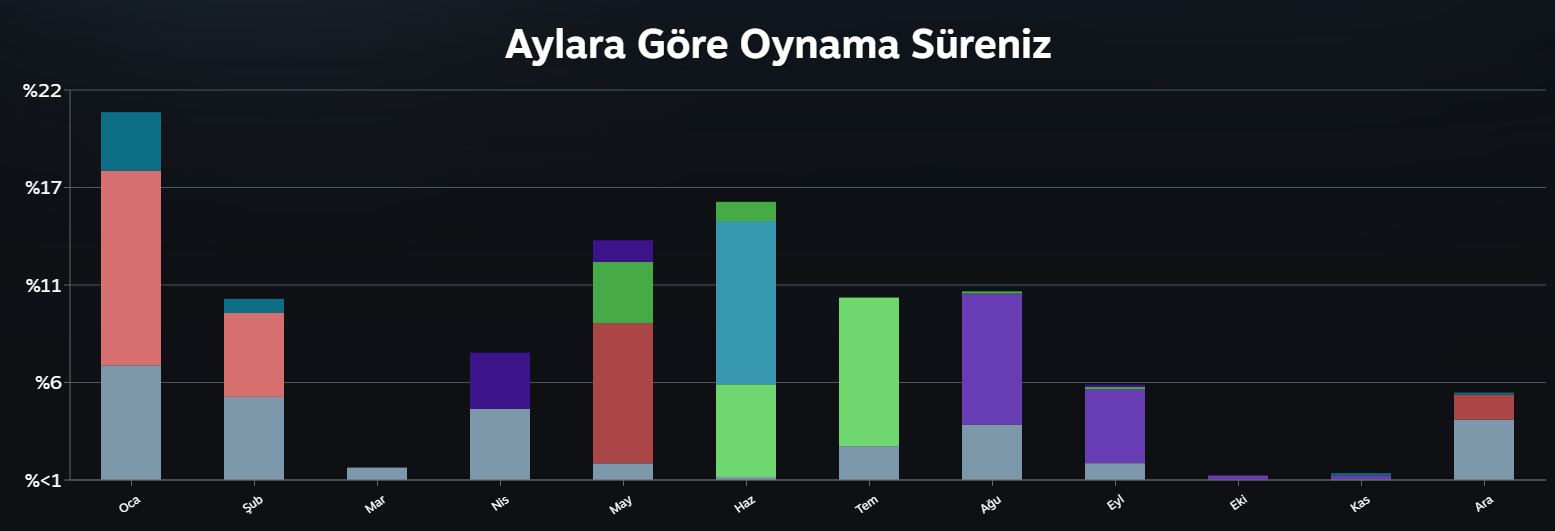 Aylara Göre Oynama Süreniz
%22
%17
%11
%6
%<1
Oca Şub Mar Nis May Haz Tem Ağu Eyl Eki Kas Ara